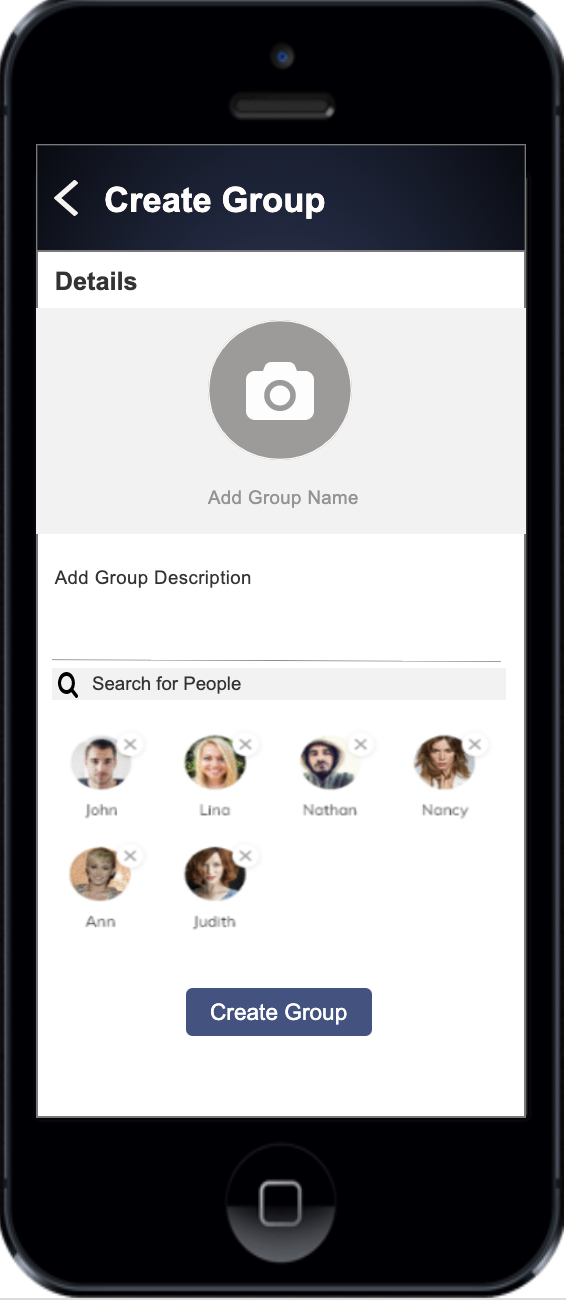 Create Group
Details
Add Group Name
Add Group Description
Search for People
John
Lina
Nathan
Nancy
Ann
Judith
Create Group